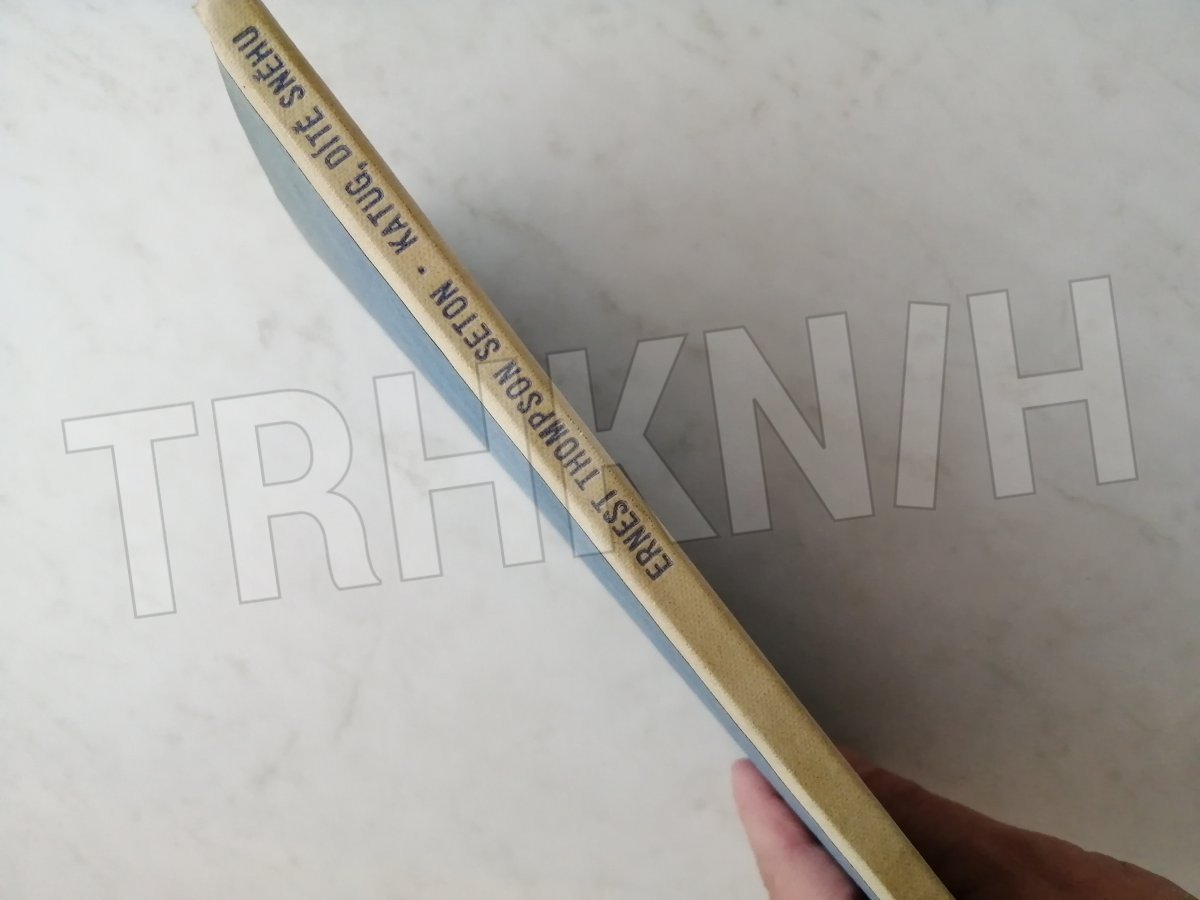 ERNEST THOMPSON SETON • KATUG, DÍTĚ SNĚHU
TRHKNIH